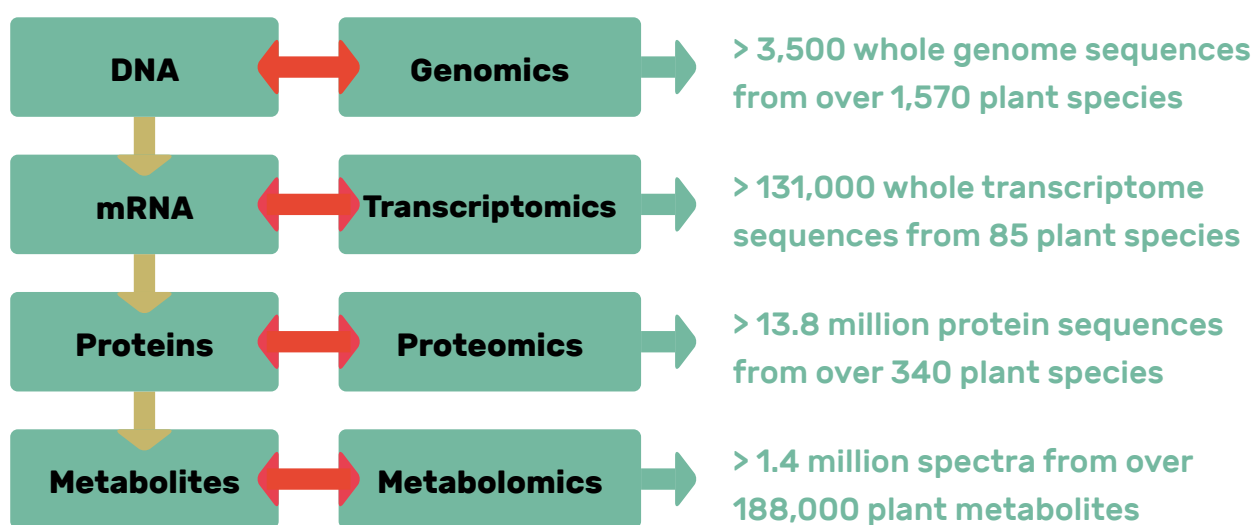 DNA
Genomics
> 3,500 whole genome sequences
from over 1,570 plant species
mRNA
Transcriptomics
> 131,000 whole transcriptome
sequences from 85 plant species
Proteins
Proteomics
> 13.8 million protein sequences
from over 340 plant species
Metabolites
Metabolomics
> 1.4 million spectra from over
188,000 plant metabolites